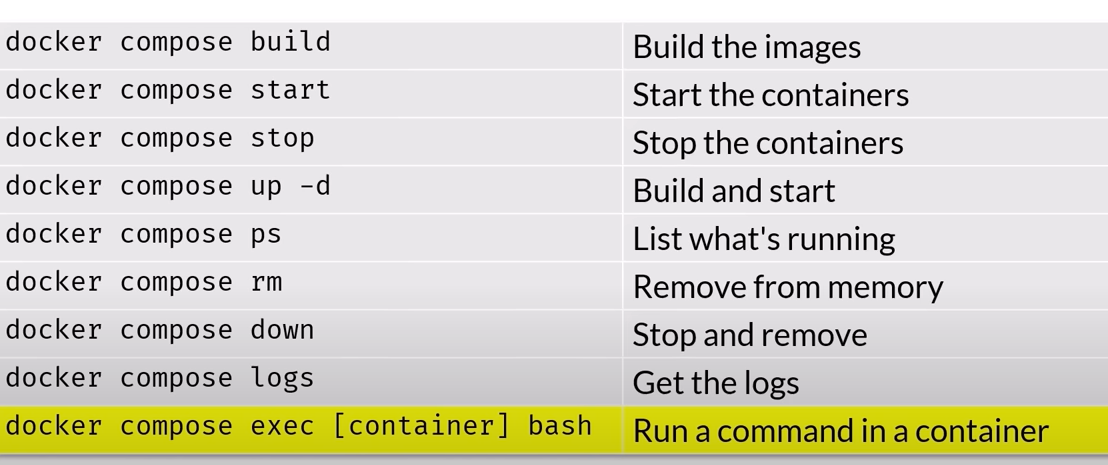 docker compose build Build the images
docker compose start Start the containers
docker compose stop Stop the containers
docker compose up -d Build and start
docker compose ps List what's running
docker compose rm Remove from memory
docker compose down Stop and remove
docker compose logs Get the logs
docker compose exec [container] bash Run a command in a container